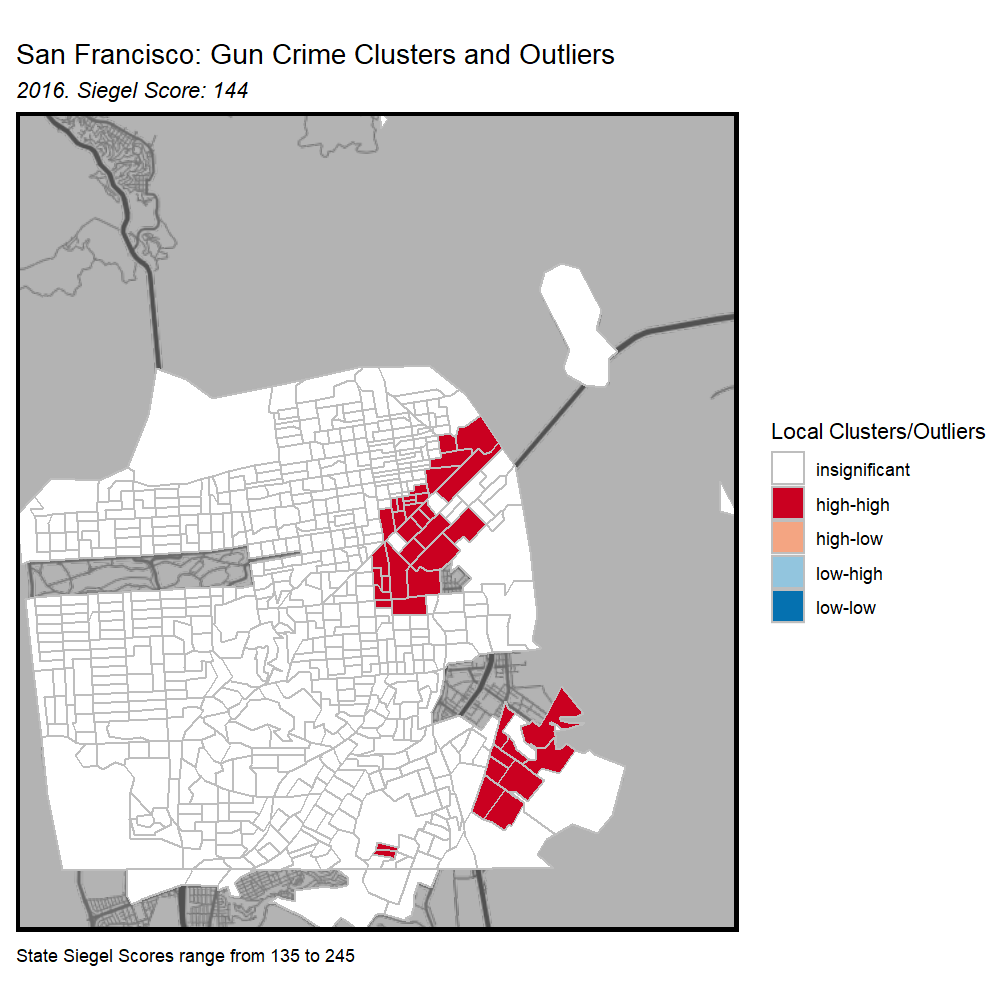 San Francisco: Gun Crime Clusters and Outliers
2016. Siegel Score: 144
Local Clusters/Outliers
insignificant
high-high
high-low
low-high
low-low
State Siegel Scores range from 135 to 245